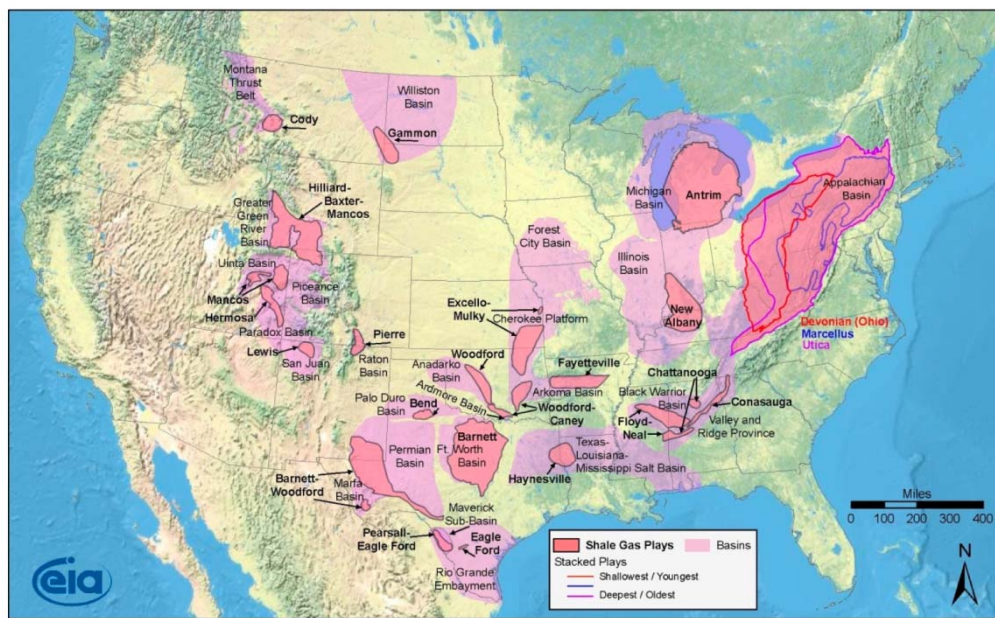 Montana
Thrust
Belt
Cody
Williston
Basin
Gammon
Hilliard-
Baxter-
Mancos
Greater
Green
River
Basin
Uinta Basin
Mancos
Piceance
Basin
Hermosa
Paradox Basin
Lewis
San Juan
Basin
Pierre
Raton
Basin
Michigan
Basin
Antrim
Appalachian
Basin
Forest
City Basin
Illinois
Basin
New
Albany
Excello-
Mulky
Cherokee Platform
Devonian (Ohio)
Marcellus
Utica
Woodford
Anadarko
Basin
Fayetteville
Arkoma Basin
Chattanooga
Black Warrior
Basin
Conasauga
Valley and
Ridge Province
Floyd-
Neal
Palo Duro
Basin
Bend
Ardmore Basin
Woodford-
Caney
Permian
Basin
Barnett
Ft. Worth
Basin
Texas-
Louisiana-
Mississippi Salt Basin
Haynesville
Barnett-
Woodford
Marfa
Basin
Maverick
Sub-Basin
Pearsall-
Eagle Ford
Eagle
Ford
Rio Grande
Embayment
Miles
0 100 200 300 400
Shale Gas Plays
Basins
Stacked Plays
Shallowest / Youngest
Deepest / Oldest
N
eia